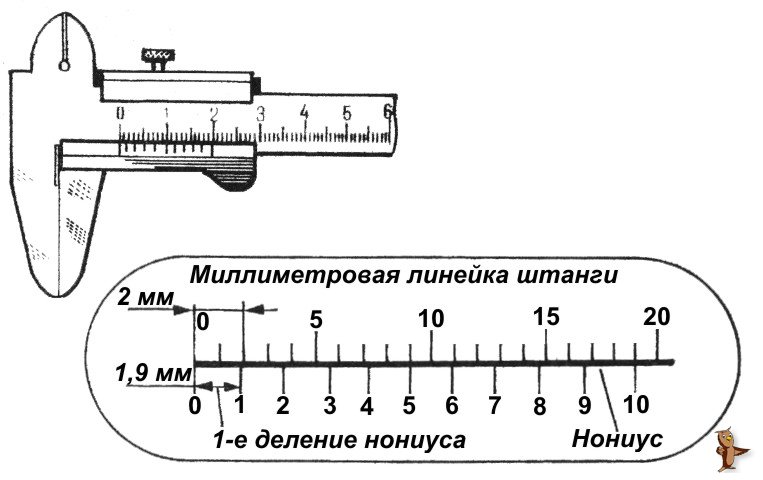 0 1 2 3 4 5 6
Миллиметровая линейка штанги
2 мм
0 5 10 15 20
1,9 мм
0 1 2 3 4 5 6 7 8 9 10
1-е деление нониуса
Нониус